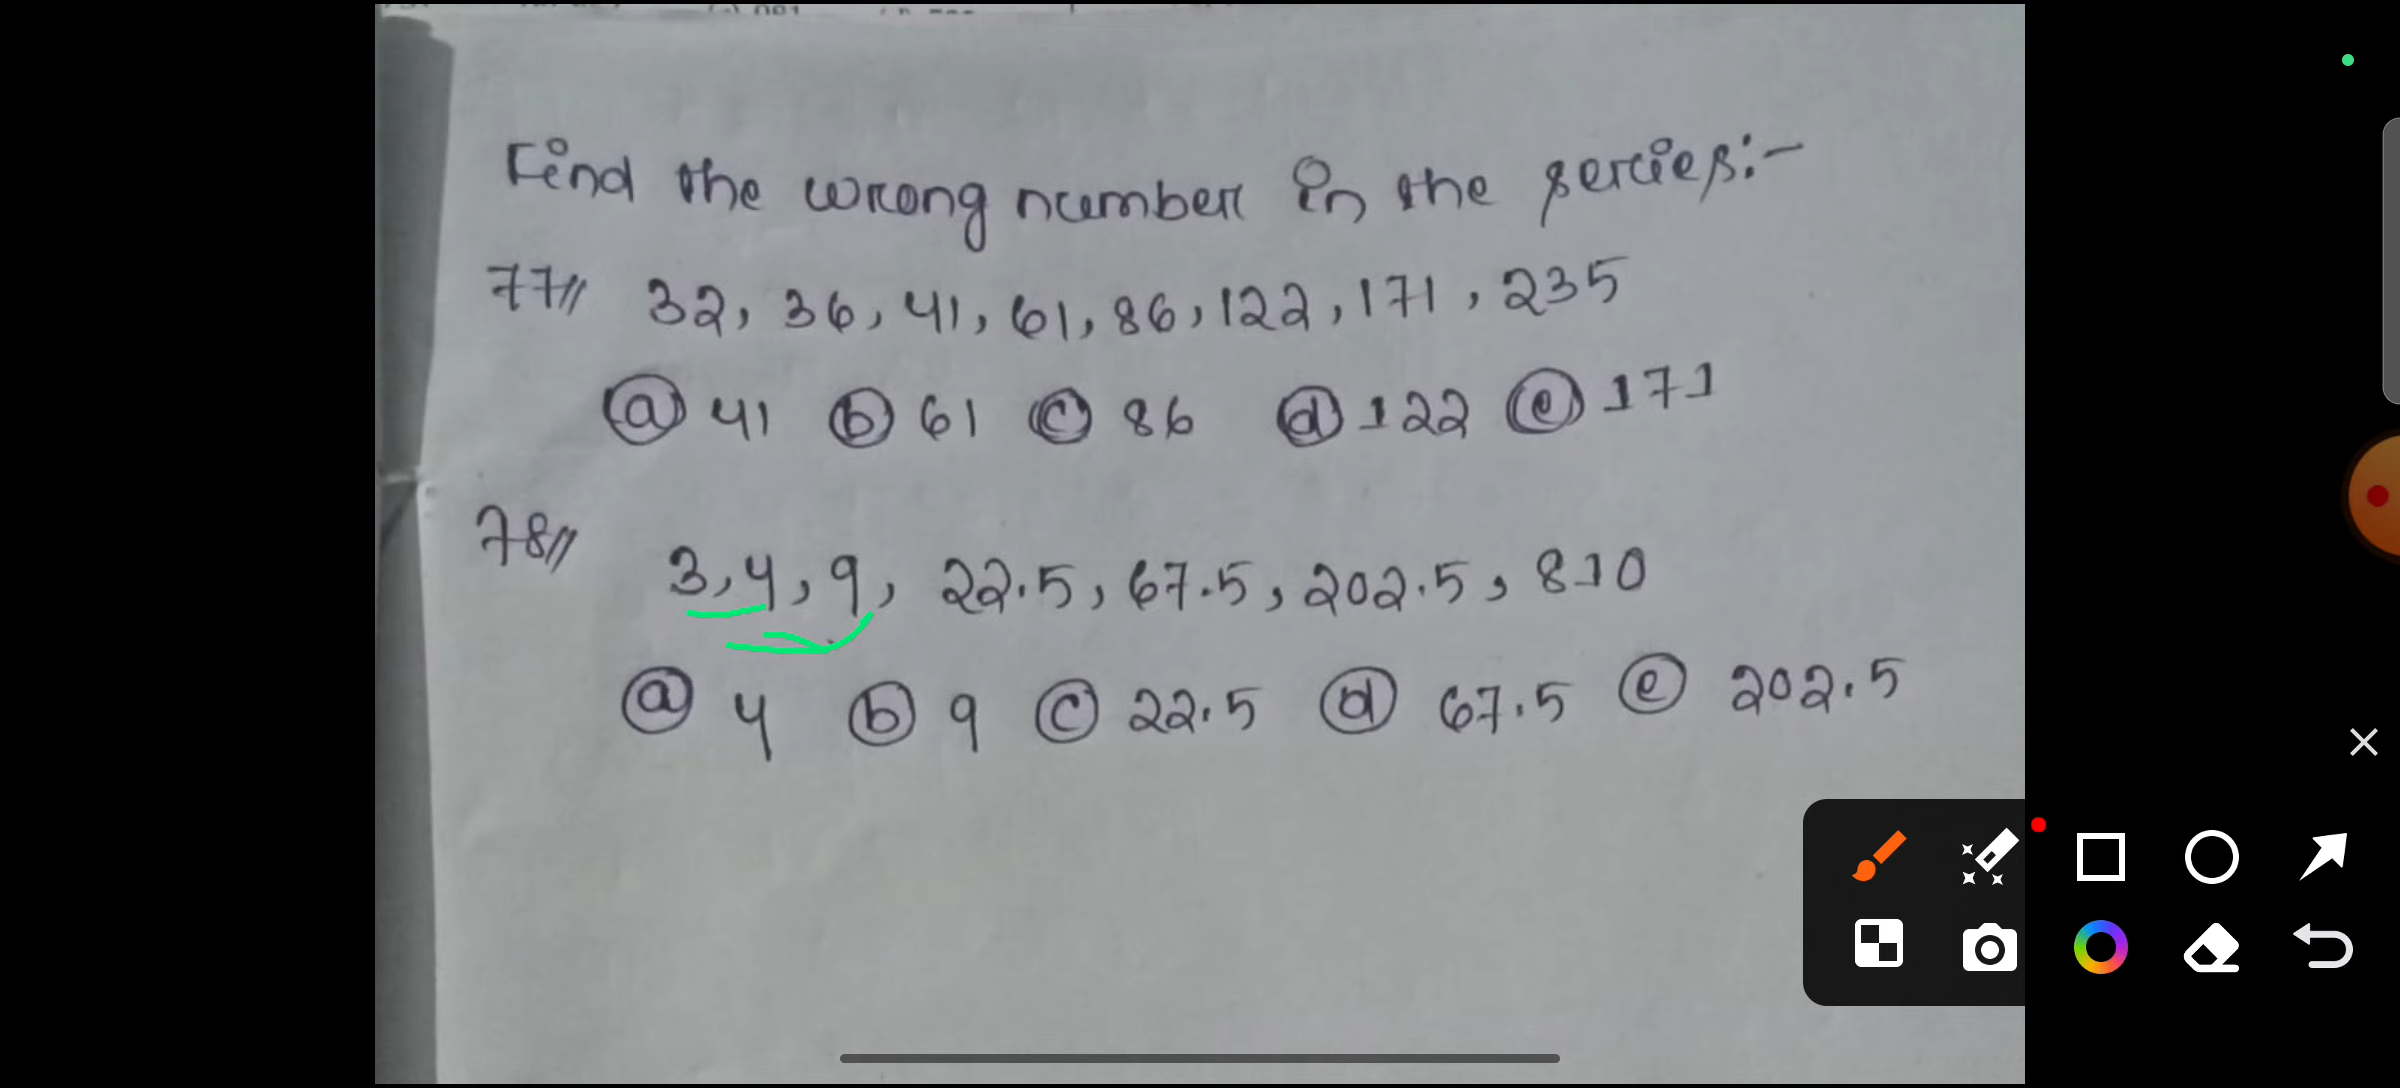 Find the wrong number in the series:-
77// 32, 36, 41, 61, 86, 122, 171, 235
(a) 41 (b) 61 (c) 86 (d) 122 (e) 171
78// 3, 4, 9, 22.5, 67.5, 202.5, 810
(a) 4 (b) 9 (c) 22.5 (d) 67.5 (e) 202.5